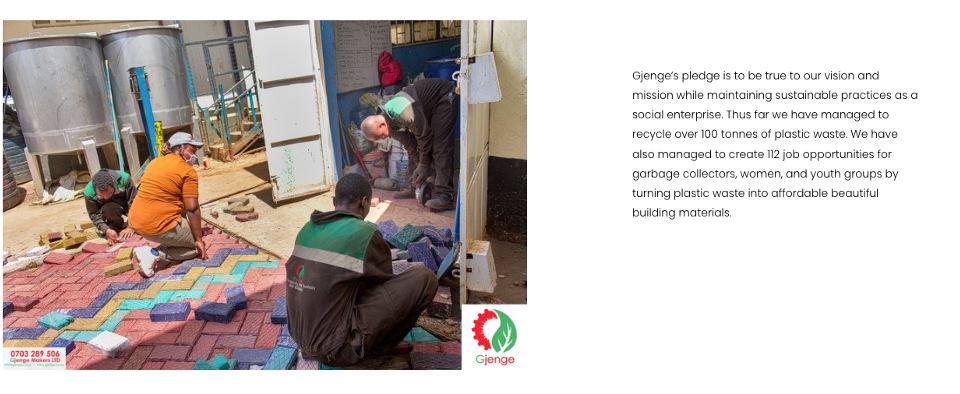 Gjenge’s pledge is to be true to our vision and
mission while maintaining sustainable practices as a
social enterprise. Thus far we have managed to
recycle over 100 tonnes of plastic waste. We have
also managed to create 112 job opportunities for
garbage collectors, women, and youth groups by
turning plastic waste into affordable beautiful
building materials.
0703 289 506
Gjenge Makers LTD
Gjenge